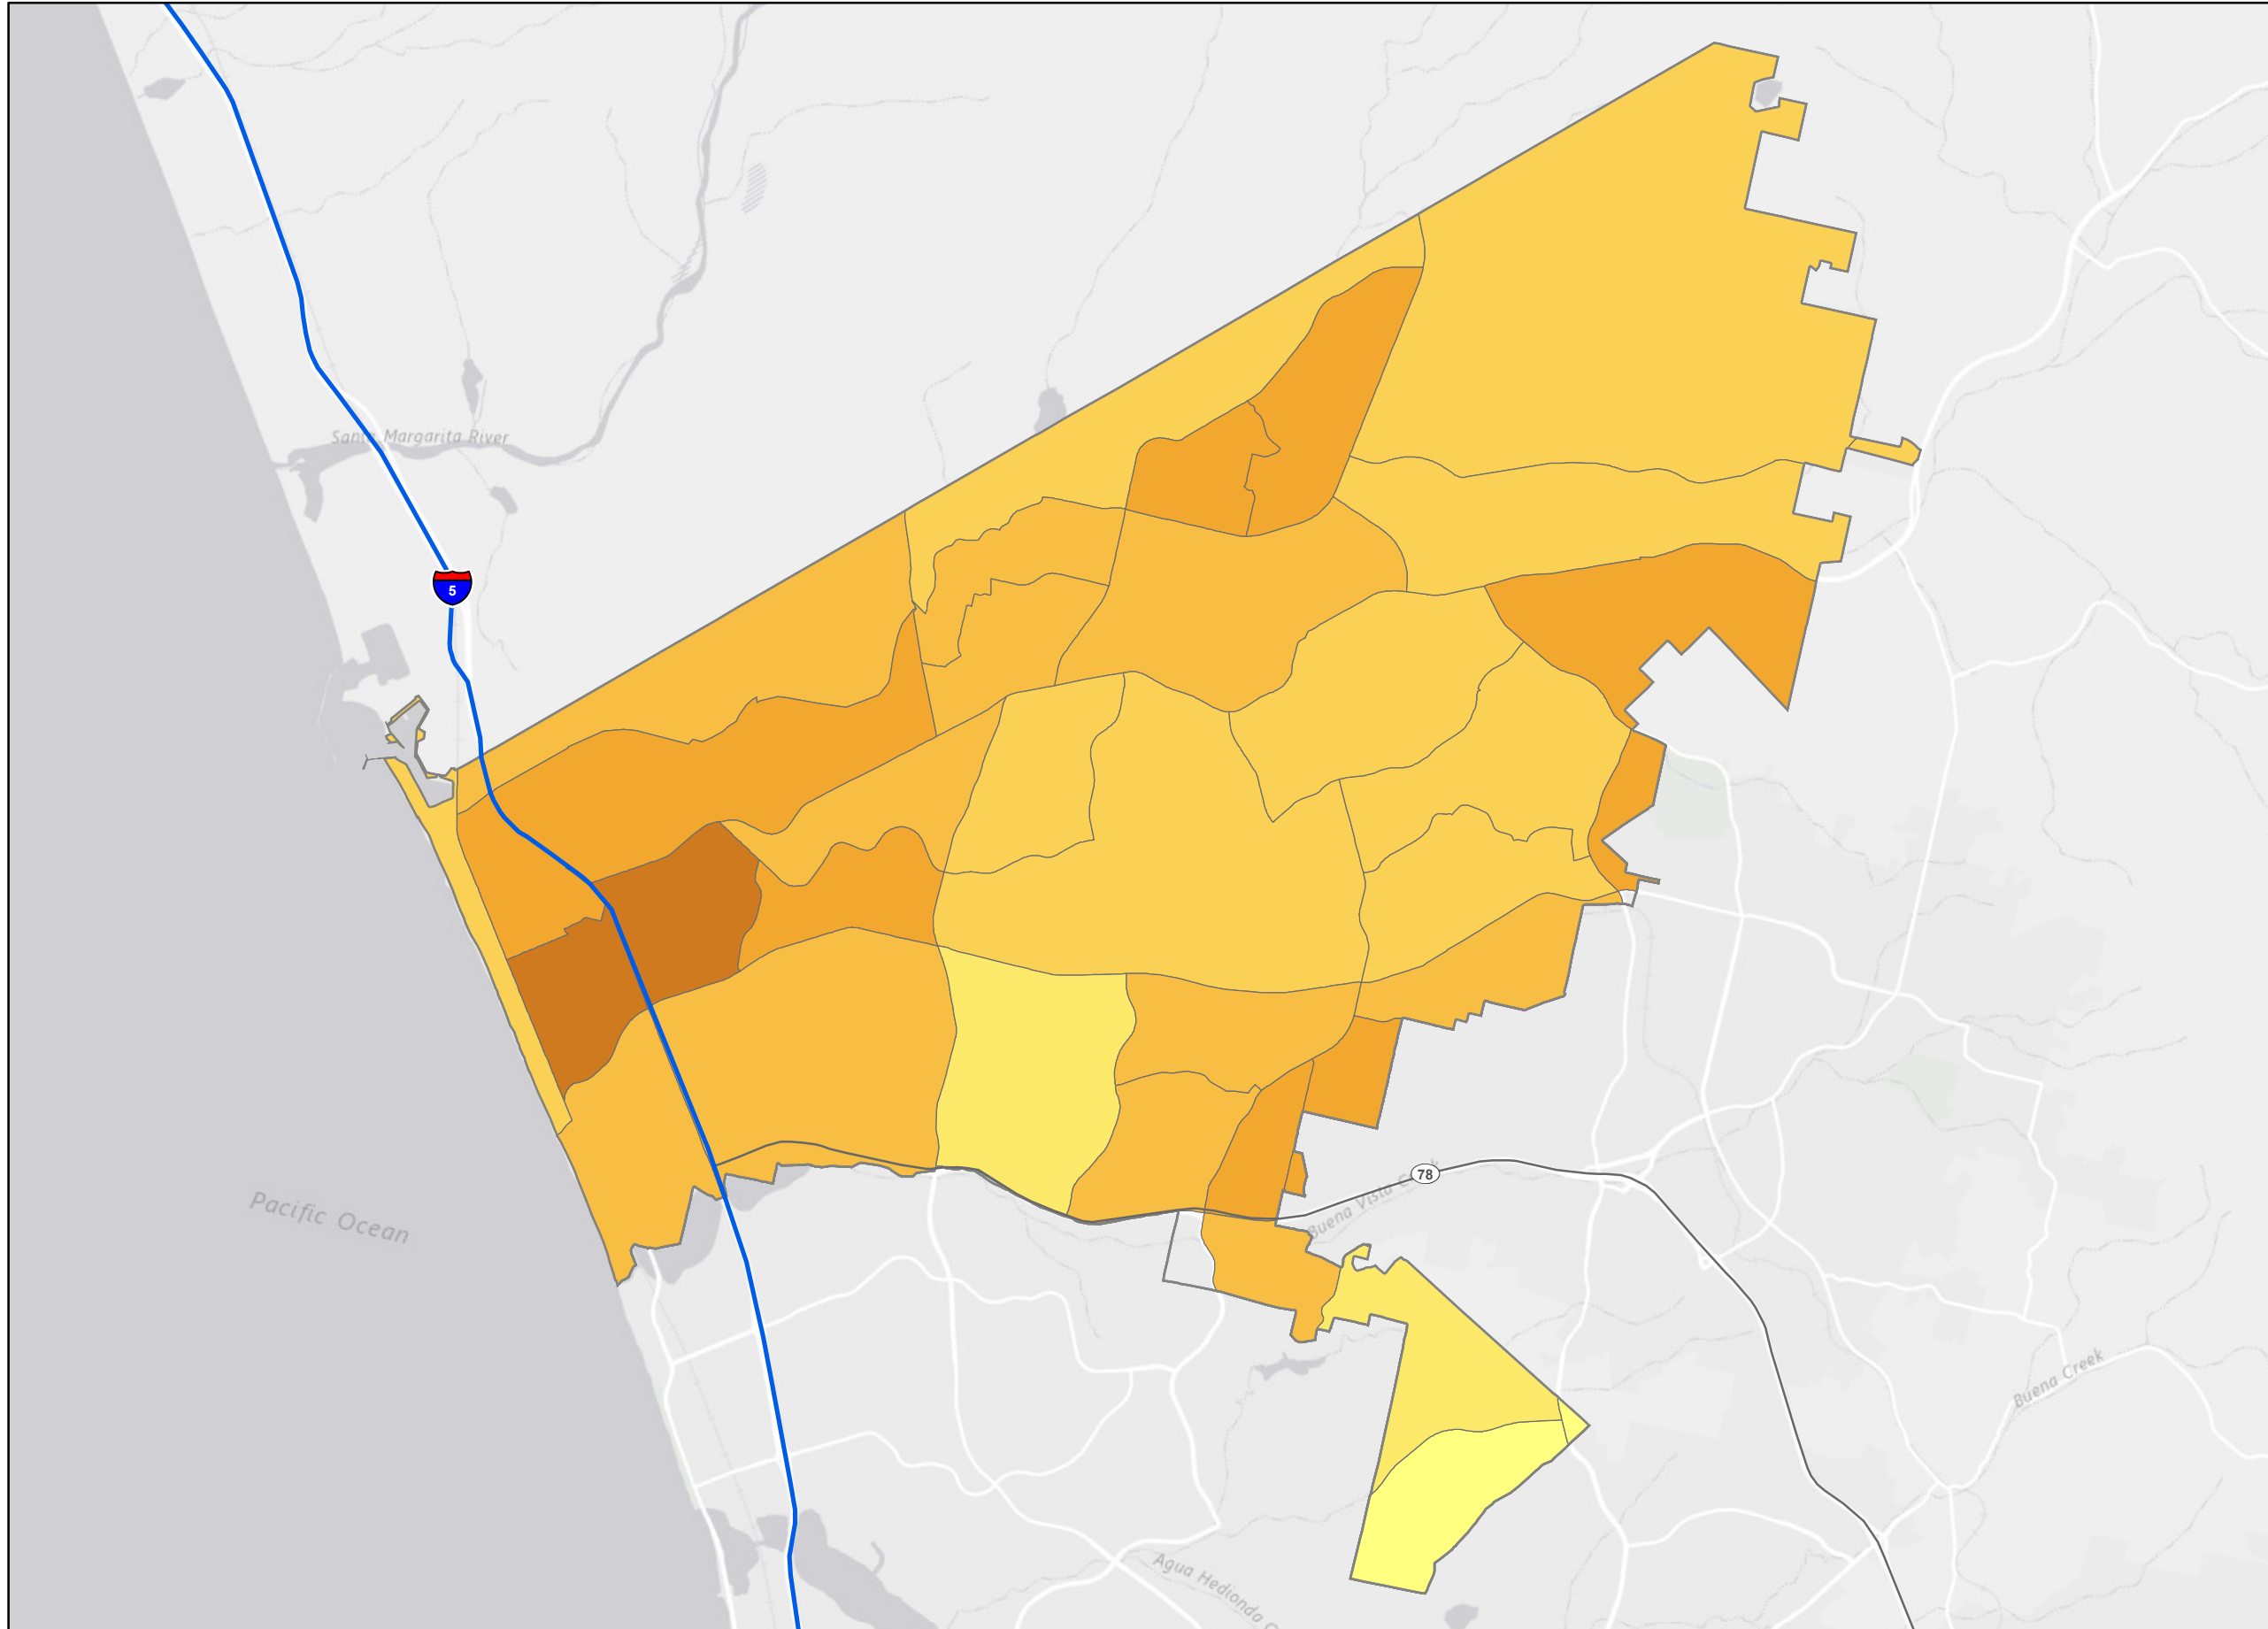 Santa Margarita River
5
78
Buena Vista C
Pacific Ocean
Buena Creek
Agua Hedionda C